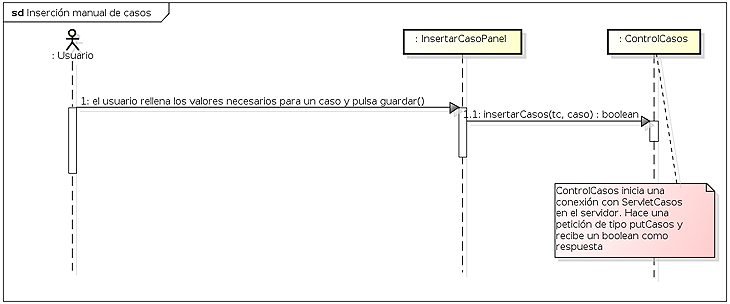 sd Inserción manual de casos
: Usuario
: InsertarCasoPanel
: ControlCasos
1: el usuario rellena los valores necesarios para un caso y pulsa guardar()
1.1: insertarCasos(tc, caso) : boolean
ControlCasos inicia una
conexión con ServletCasos
en el servidor. Hace una
petición de tipo putCasos y
recibe un boolean como
respuesta